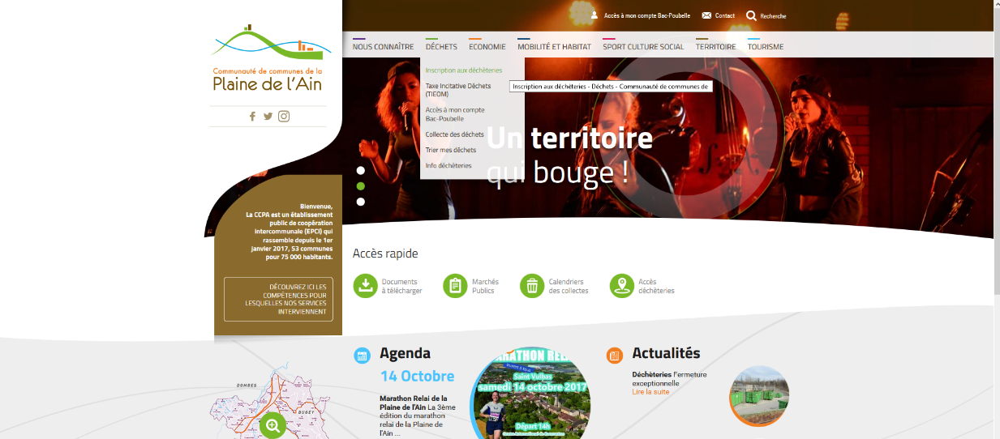 Accès à mon compte Bac-Poubelle
Contact
Recherche
Communauté de communes de la
Plaine de l'Ain
NOUS CONNAÎTRE
DÉCHETS
ECONOMIE
MOBILITÉ ET HABITAT
SPORT CULTURE SOCIAL
TERRITOIRE
TOURISME
Inscription aux déchèteries
Taxe Incitative Déchets
(TIEOM)
Accès à mon compte
Bac-Poubelle
Collecte des déchets
Trier mes déchets
Info déchèteries
Inscription aux déchèteries - Déchets - Communauté de communes de
Un territoire
qui bouge !
Bienvenue,
La CCPA est un établissement
public de coopération
intercommunale (EPCI) qui
rassemble depuis le 1er
janvier 2017, 53 communes
pour 75 000 habitants.
DÉCOUVREZ ICI LES
COMPÉTENCES POUR
LESQUELLES NOS SERVICES
INTERVIENNENT
Accès rapide
Documents
à télécharger
Marchés
Publics
Calendriers
des collectes
Accès
déchèteries
DOMBES
BUGEY
Agenda
14 Octobre
Marathon Relai de la
Plaine de l'Ain La 3ème
édition du marathon
relai de la Plaine de
l'Ain ...
ouvert à tous
Saint Vulbas
samedi 14 octobre 2017
Départ 14h
Actualités
Déchèteries Fermeture
exceptionnelle
Lire la suite